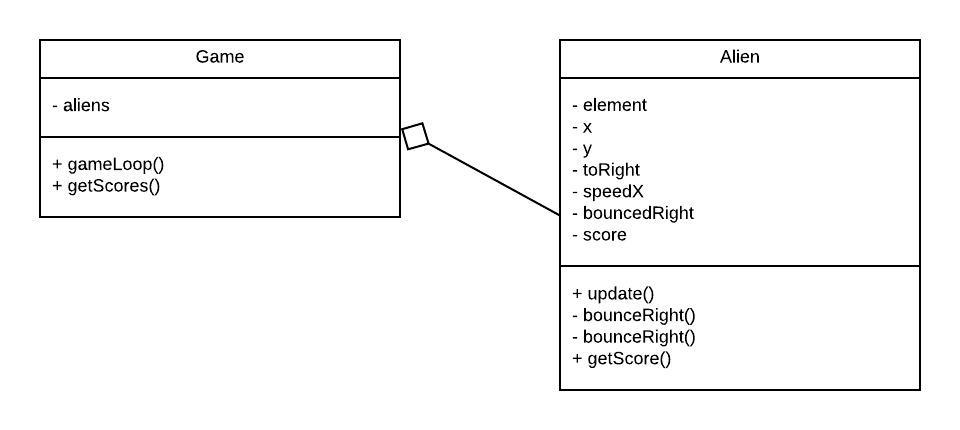 Game
- aliens
+ gameLoop()
+ getScores()
Alien
- element
- x
- y
- toRight
- speedX
- bouncedRight
- score
+ update()
- bounceRight()
- bounceRight()
+ getScore()